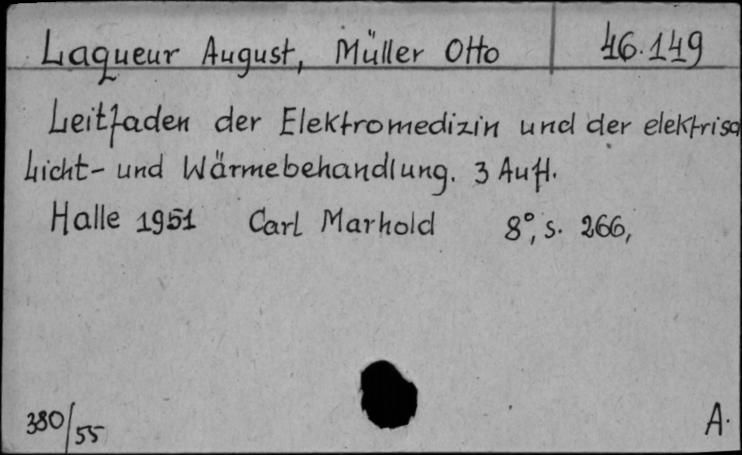 Laqueur August, Müller Otto 46.149
Leitfaden der Elektromedizin und der elektrisc
Licht- und Wärmebehandlung. 3 Aufl.
Halle 1951 Carl Marhold 8°, s. 266,
380/55 A.